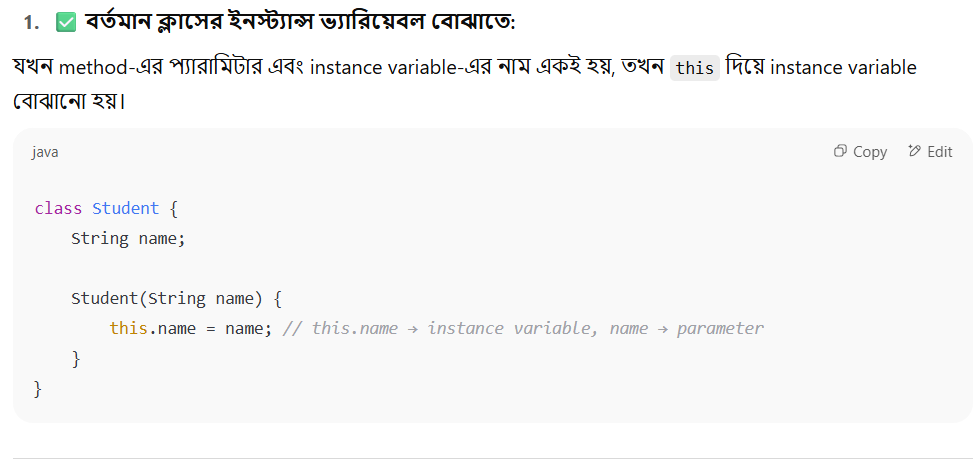 1. ✅ বর্তমান ক্লাসের ইনস্ট্যান্স ভ্যারিয়েবল বোঝাতে:
যখন method-এর প্যারামিটার এবং instance variable-এর নাম একই হয়, তখন this দিয়ে instance variable
বোঝানো হয়।
java Copy Edit
class Student {
    String name;
    Student(String name) {
        this.name = name; // this.name → instance variable, name → parameter
    }
}